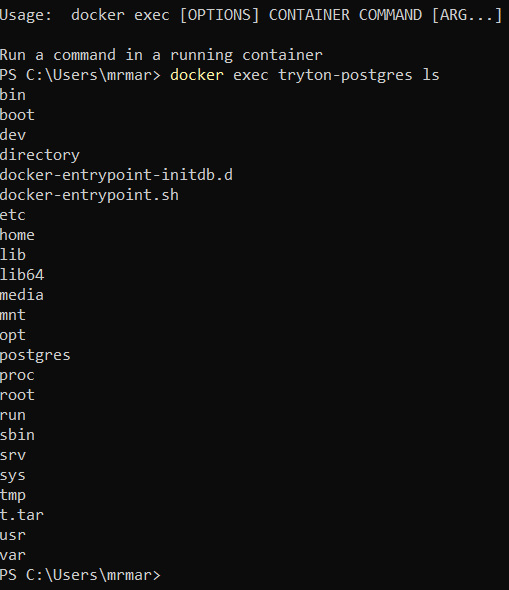 Usage:  docker exec [OPTIONS] CONTAINER COMMAND [ARG...]
Run a command in a running container
PS C:\Users\mrmar> docker exec tryton-postgres ls
bin
boot
dev
directory
docker-entrypoint-initdb.d
docker-entrypoint.sh
etc
home
lib
lib64
media
mnt
opt
postgres
proc
root
run
sbin
srv
sys
tmp
t.tar
usr
var
PS C:\Users\mrmar>